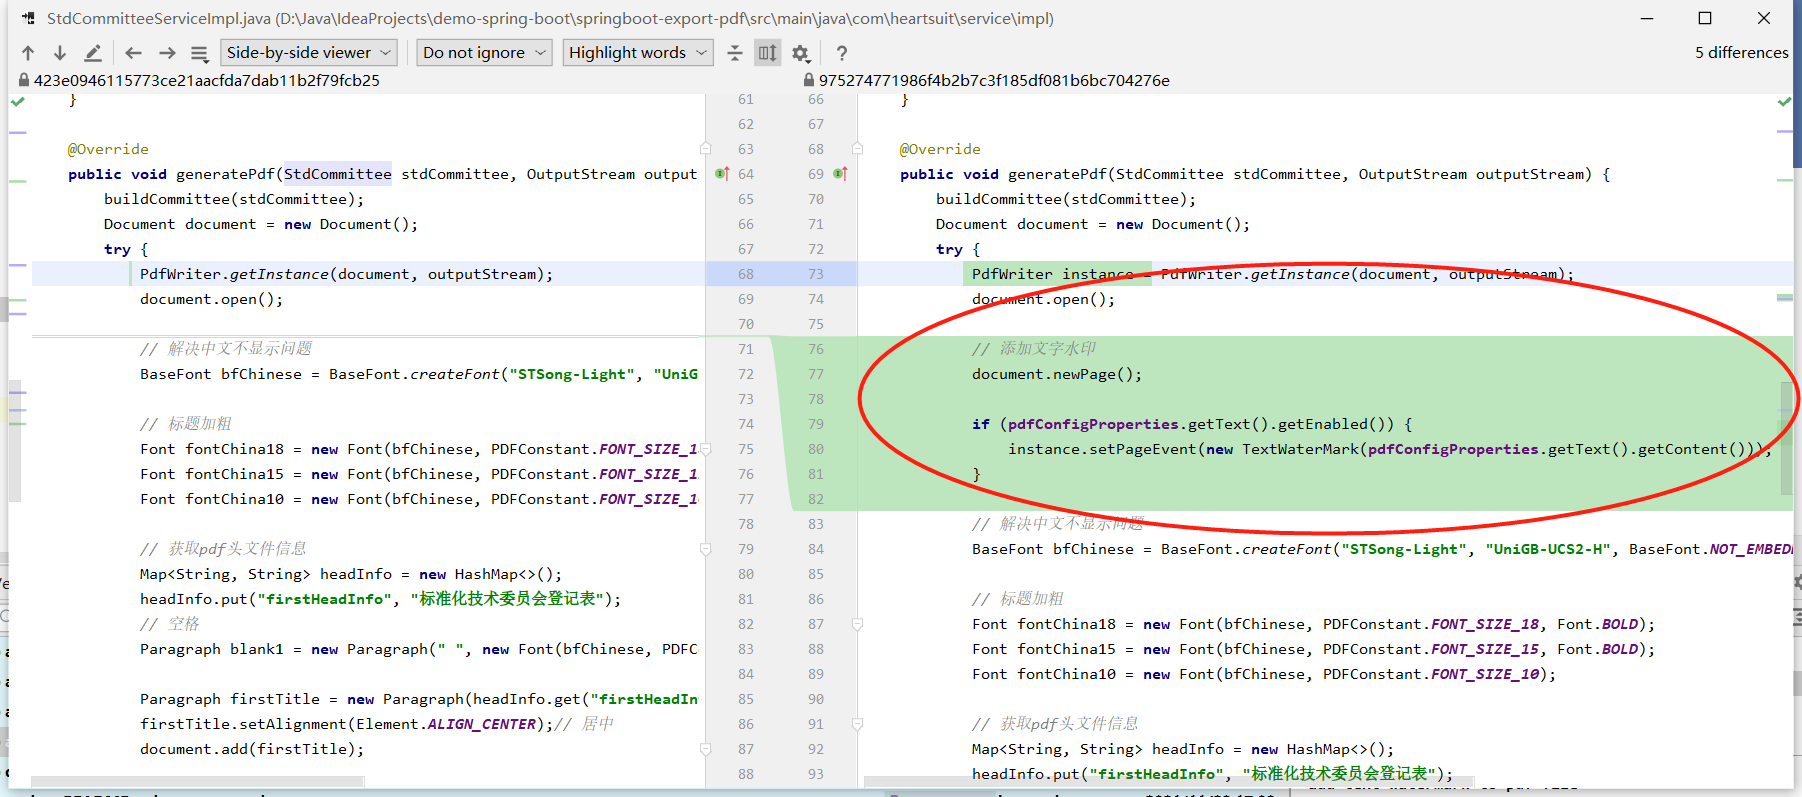 StdCommitteeServiceImpl.java (D:\Java\IdeaProjects\demo-spring-boot\springboot-export-pdf\src\main\java\com\heartsuit\service\impl)
Side-by-side viewer
Do not ignore
Highlight words
?
5 differences
423e0946115773ce21aacfda7dab11b2f79fcb25
975274771986f4b2b7c3f185df081b6bc704276e
} 61 66 }
62 67
@Override 63 68 @Override
public void generatePdf(StdCommittee stdCommittee, OutputStream output 64 69 public void generatePdf(StdCommittee stdCommittee, OutputStream outputStream) {
buildCommittee(stdCommittee); 65 70 buildCommittee(stdCommittee);
Document document = new Document(); 66 71 Document document = new Document();
try { 67 72 try {
PdfWriter.getInstance(document, outputStream); 68 73 PdfWriter instance = PdfWriter.getInstance(document, outputStream);
document.open(); 69 74 document.open();
70 75
// 解决中文不显示问题 71 76 // 添加文字水印
BaseFont bfChinese = BaseFont.createFont("STSong-Light", "UniG 72 77 document.newPage();
73 78
// 标题加粗 74 79 if (pdfConfigProperties.getText().getEnabled()) {
Font fontChina18 = new Font(bfChinese, PDFConstant.FONT_SIZE_1 75 80 instance.setPageEvent(new TextWaterMark(pdfConfigProperties.getText().getContent()));
Font fontChina15 = new Font(bfChinese, PDFConstant.FONT_SIZE_1 76 81 }
Font fontChina10 = new Font(bfChinese, PDFConstant.FONT_SIZE_1 77 82
78 83 // 解决中文不显示问题
// 获取pdf头文件信息 79 84 BaseFont bfChinese = BaseFont.createFont("STSong-Light", "UniGB-UCS2-H", BaseFont.NOT_EMBED
Map<String, String> headInfo = new HashMap<>(); 80 85
headInfo.put("firstHeadInfo", "标准化技术委员会登记表"); 81 86 // 标题加粗
// 空格 82 87 Font fontChina18 = new Font(bfChinese, PDFConstant.FONT_SIZE_18, Font.BOLD);
Paragraph blank1 = new Paragraph(" ", new Font(bfChinese, PDFC 83 88 Font fontChina15 = new Font(bfChinese, PDFConstant.FONT_SIZE_15, Font.BOLD);
84 89 Font fontChina10 = new Font(bfChinese, PDFConstant.FONT_SIZE_10);
Paragraph firstTitle = new Paragraph(headInfo.get("firstHeadIn 85 90
firstTitle.setAlignment(Element.ALIGN_CENTER);// 居中 86 91 // 获取pdf头文件信息
document.add(firstTitle); 87 92 Map<String, String> headInfo = new HashMap<>();
88 93 headInfo.put("firstHeadInfo", "标准化技术委员会登记表");